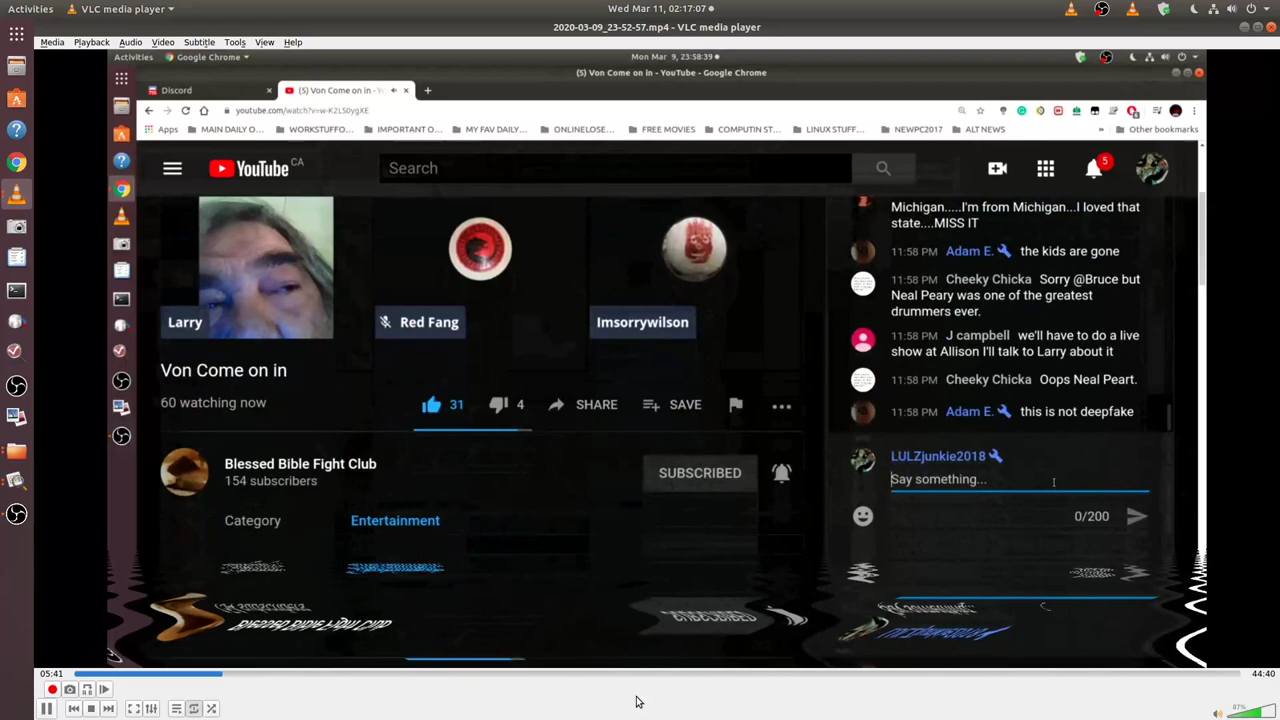 Activities VLC media player Wed Mar 11, 02:17:07
2020-03-09_23-52-57.mp4 - VLC media player
Media Playback Audio Video Subtitle Tools View Help
Activities Google Chrome Mon Mar 9, 23:58:39
(5) Von Come on in - YouTube - Google Chrome
Discord (5) Von Come on in - Yo
youtube.com/watch?v=w-K2LS0ygXE
Apps MAIN DAILY O... WORKSTUFFO... IMPORTANT O... MY FAV DAILY... ONLINELOSE... FREE MOVIES COMPUTIN ST... LINUX STUFF... NEWPC2017 ALT NEWS » Other bookmarks
YouTube CA Search 5
Larry Red Fang Imsorrywilson
Von Come on in
60 watching now 31 4 SHARE SAVE
Blessed Bible Fight Club
154 subscribers
SUBSCRIBED
Category Entertainment
Michigan.....I'm from Michigan...I loved that
state....MISS IT
11:58 PM Adam E. the kids are gone
11:58 PM Cheeky Chicka Sorry @Bruce but
Neal Peary was one of the greatest
drummers ever.
11:58 PM J campbell we'll have to do a live
show at Allison I'll talk to Larry about it
11:58 PM Cheeky Chicka Oops Neal Peart.
11:58 PM Adam E. this is not deepfake
LULZjunkie2018
Say something...
0/200
05:41 44:40
87%